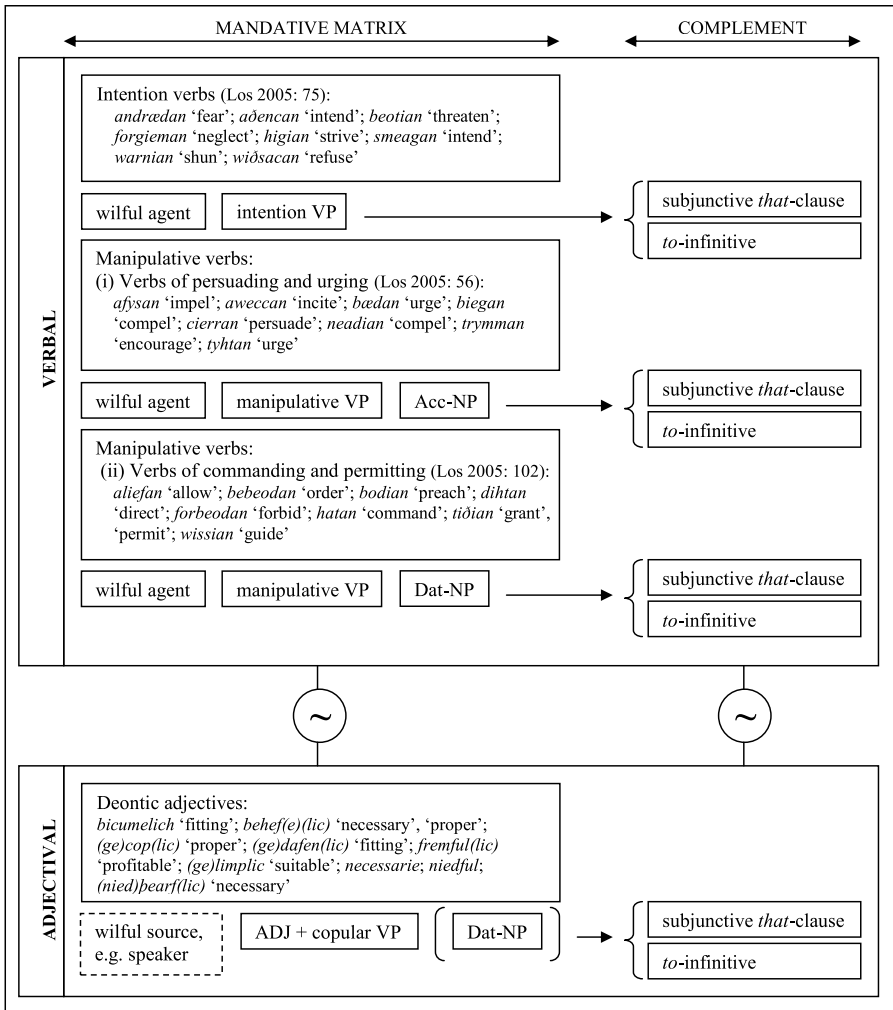 MANDATIVE MATRIX
COMPLEMENT
VERBAL
Intention verbs (Los 2005: 75)
andrædan ‘fear’; aðencan ‘intend’; beotian ‘threaten’;
forgieman ‘neglect’; higian ‘strive’; smeagan ‘intend’;
warnian ‘shun’; wiðsacan ‘refuse’
wilful agent
intention VP
subjunctive that-clause
to-infinitive
Manipulative verbs:
(i) Verbs of persuading and urging (Los 2005: 56):
afysan ‘impel’; aweccan ‘incite’; bædan ‘urge’; biegan
‘compel’; cierran ‘persuade’; neadian ‘compel’; trymman
‘encourage’; tyhtan ‘urge’
wilful agent
manipulative VP
Acc-NP
subjunctive that-clause
to-infinitive
Manipulative verbs:
(ii) Verbs of commanding and permitting (Los 2005: 102):
aliefan ‘allow’; bebeodan ‘order’; bodian ‘preach’; dihtan
‘direct’; forbeodan ‘forbid’; hatan ‘command’; tiðian ‘grant’,
‘permit’; wissian ‘guide’
wilful agent
manipulative VP
Dat-NP
subjunctive that-clause
to-infinitive
~
~
ADJECTIVAL
Deontic adjectives:
bicumelich ‘fitting’; behef(e)(lic) ‘necessary’, ‘proper’;
(ge)cop(lic) ‘proper’; (ge)dafen(lic) ‘fitting’; fremful(lic)
‘profitable’; (ge)limplic ‘suitable’; necessarie; niedful;
(nied)þearf(lic) ‘necessary’
wilful source,
e.g. speaker
ADJ + copular VP
Dat-NP
subjunctive that-clause
to-infinitive